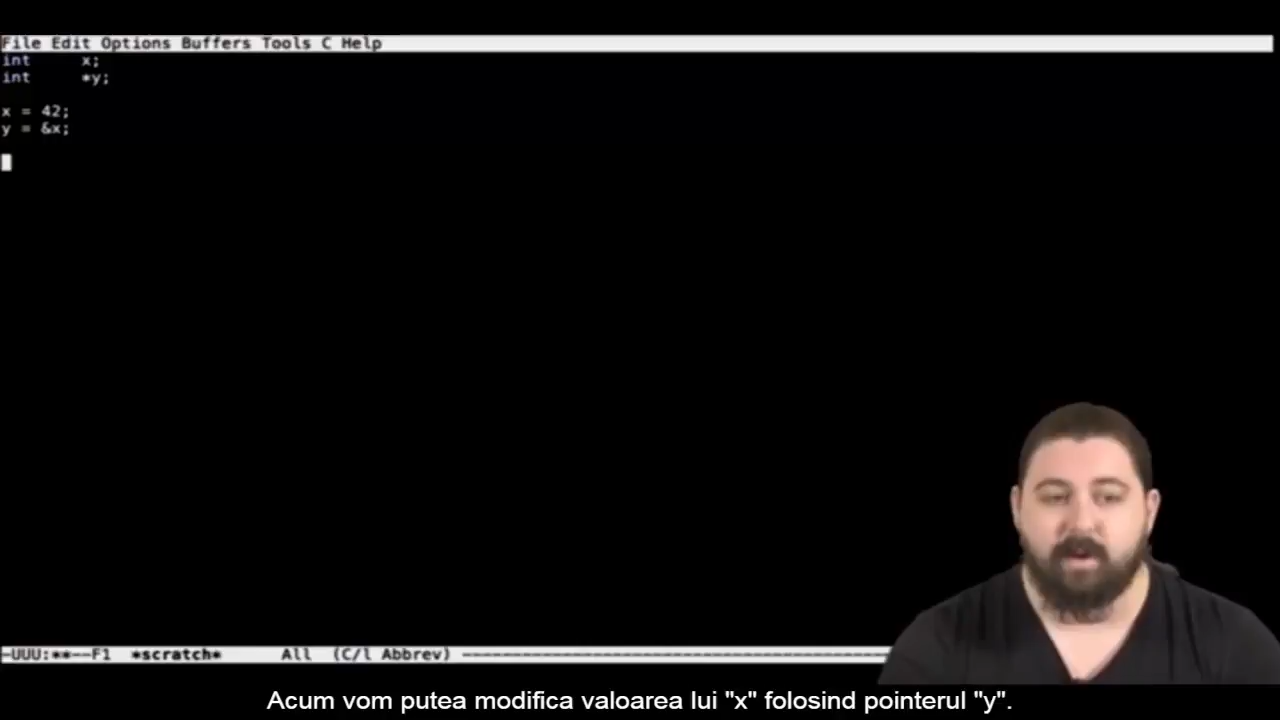 File Edit Options Buffers Tools C Help
int x;
int *y;
x = 42;
y = &x;
-UUU:**--F1 *scratch* All (C/l Abbrev) ------------------------------------------
Acum vom putea modifica valoarea lui "x" folosind pointerul "y".